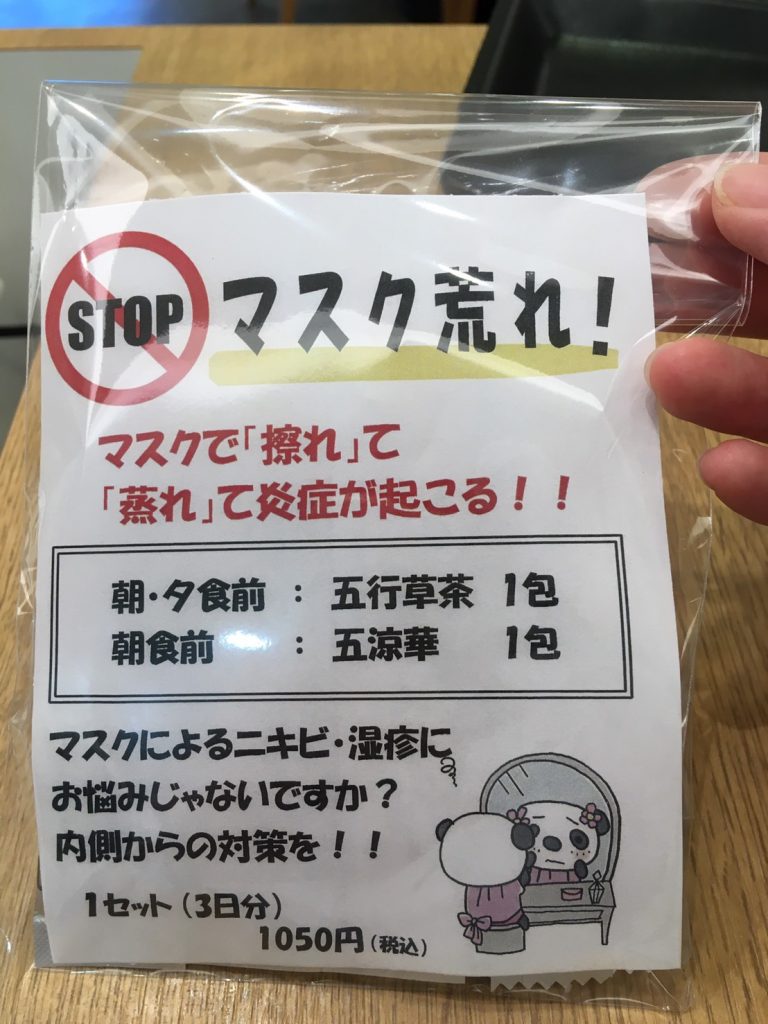 STOP マスク荒れ!
マスクで「擦れ」て
「蒸れ」て炎症が起こる!!
朝・夕食前 : 五行草茶 1包
朝食前 : 五涼華 1包
マスクによるニキビ・湿疹に
お悩みじゃないですか?
内側からの対策を!!
1セット(3日分)
1050円(税込)